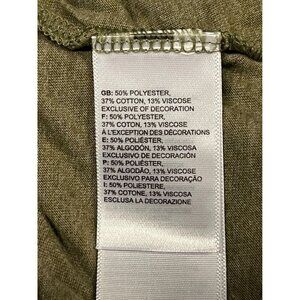 GB: 50% POLYESTER,
37% COTTON, 13% VISCOSE
EXCLUSIVE OF DECORATION
F: 50% POLYESTER,
37% COTON, 13% VISCOSE
À L'EXCEPTION DES DÉCORATIONS
E: 50% POLIÉSTER,
37% ALGODÓN, 13% VISCOSA
EXCLUSIVO DE DECORACIÓN
P: 50% POLIÉSTER,
37% ALGODÃO, 13% VISCOSE
EXCLUSIVO PARA DECORAÇÃO
I: 50% POLIESTERE,
37% COTONE, 13% VISCOSA
ESCLUSA LA DECORAZIONE